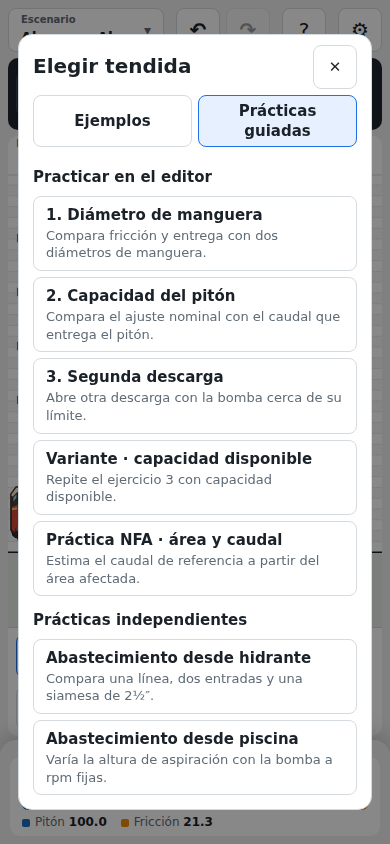 Escenario
Elegir tendida
×
Ejemplos
Prácticas
guiadas
Practicar en el editor
1. Diámetro de manguera
Compara fricción y entrega con dos
diámetros de manguera.
2. Capacidad del pitón
Compara el ajuste nominal con el caudal que
entrega el pitón.
3. Segunda descarga
Abre otra descarga con la bomba cerca de su
límite.
Variante · capacidad disponible
Repite el ejercicio 3 con capacidad
disponible.
Práctica NFA · área y caudal
Estima el caudal de referencia a partir del
área afectada.
Prácticas independientes
Abastecimiento desde hidrante
Compara una línea, dos entradas y una
siamesa de 2½″.
Abastecimiento desde piscina
Varía la altura de aspiración con la bomba a
rpm fijas.
Pitón 100.0 Fricción 21.3